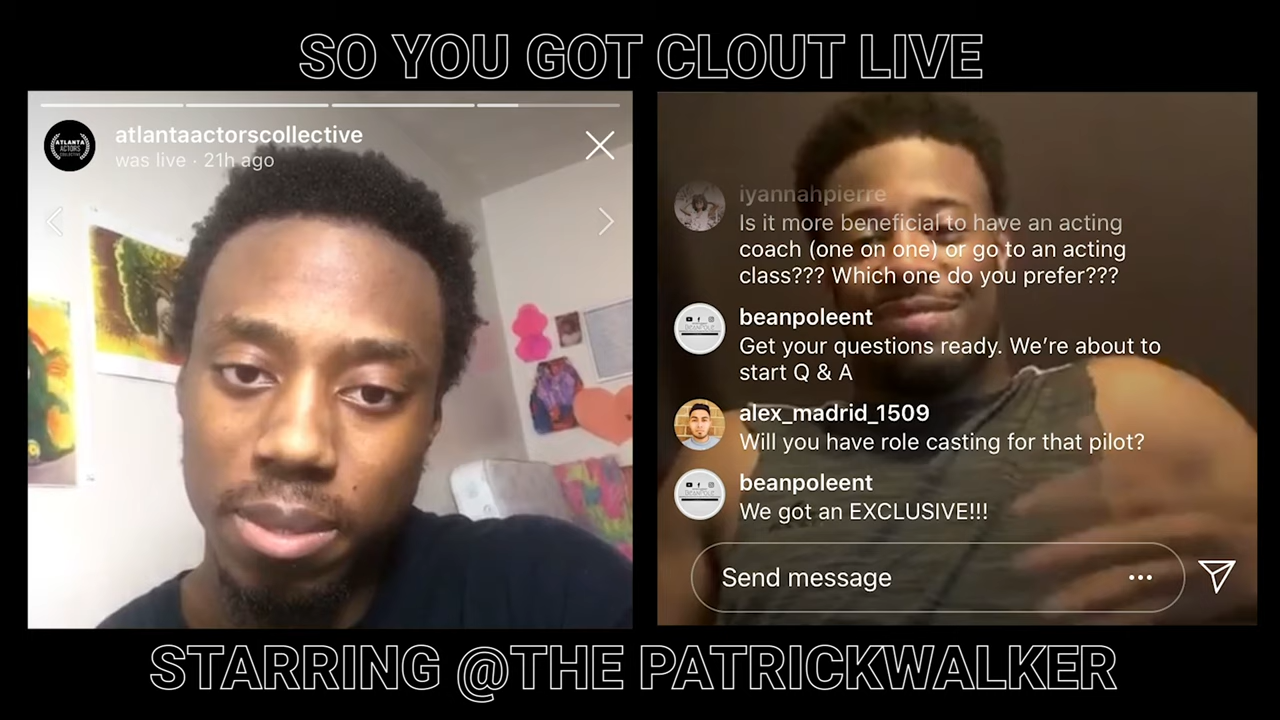 SO YOU GOT CLOUT LIVE
atlantaactorscollective
was live · 21h ago
ATLANTA
ACTORS
COLLECTIVE
iyannahpierre
Is it more beneficial to have an acting
coach (one on one) or go to an acting
class??? Which one do you prefer???
beanpoleent
Get your questions ready. We’re about to
start Q & A
alex_madrid_1509
Will you have role casting for that pilot?
beanpoleent
We got an EXCLUSIVE!!!
Send message
STARRING @THE PATRICKWALKER